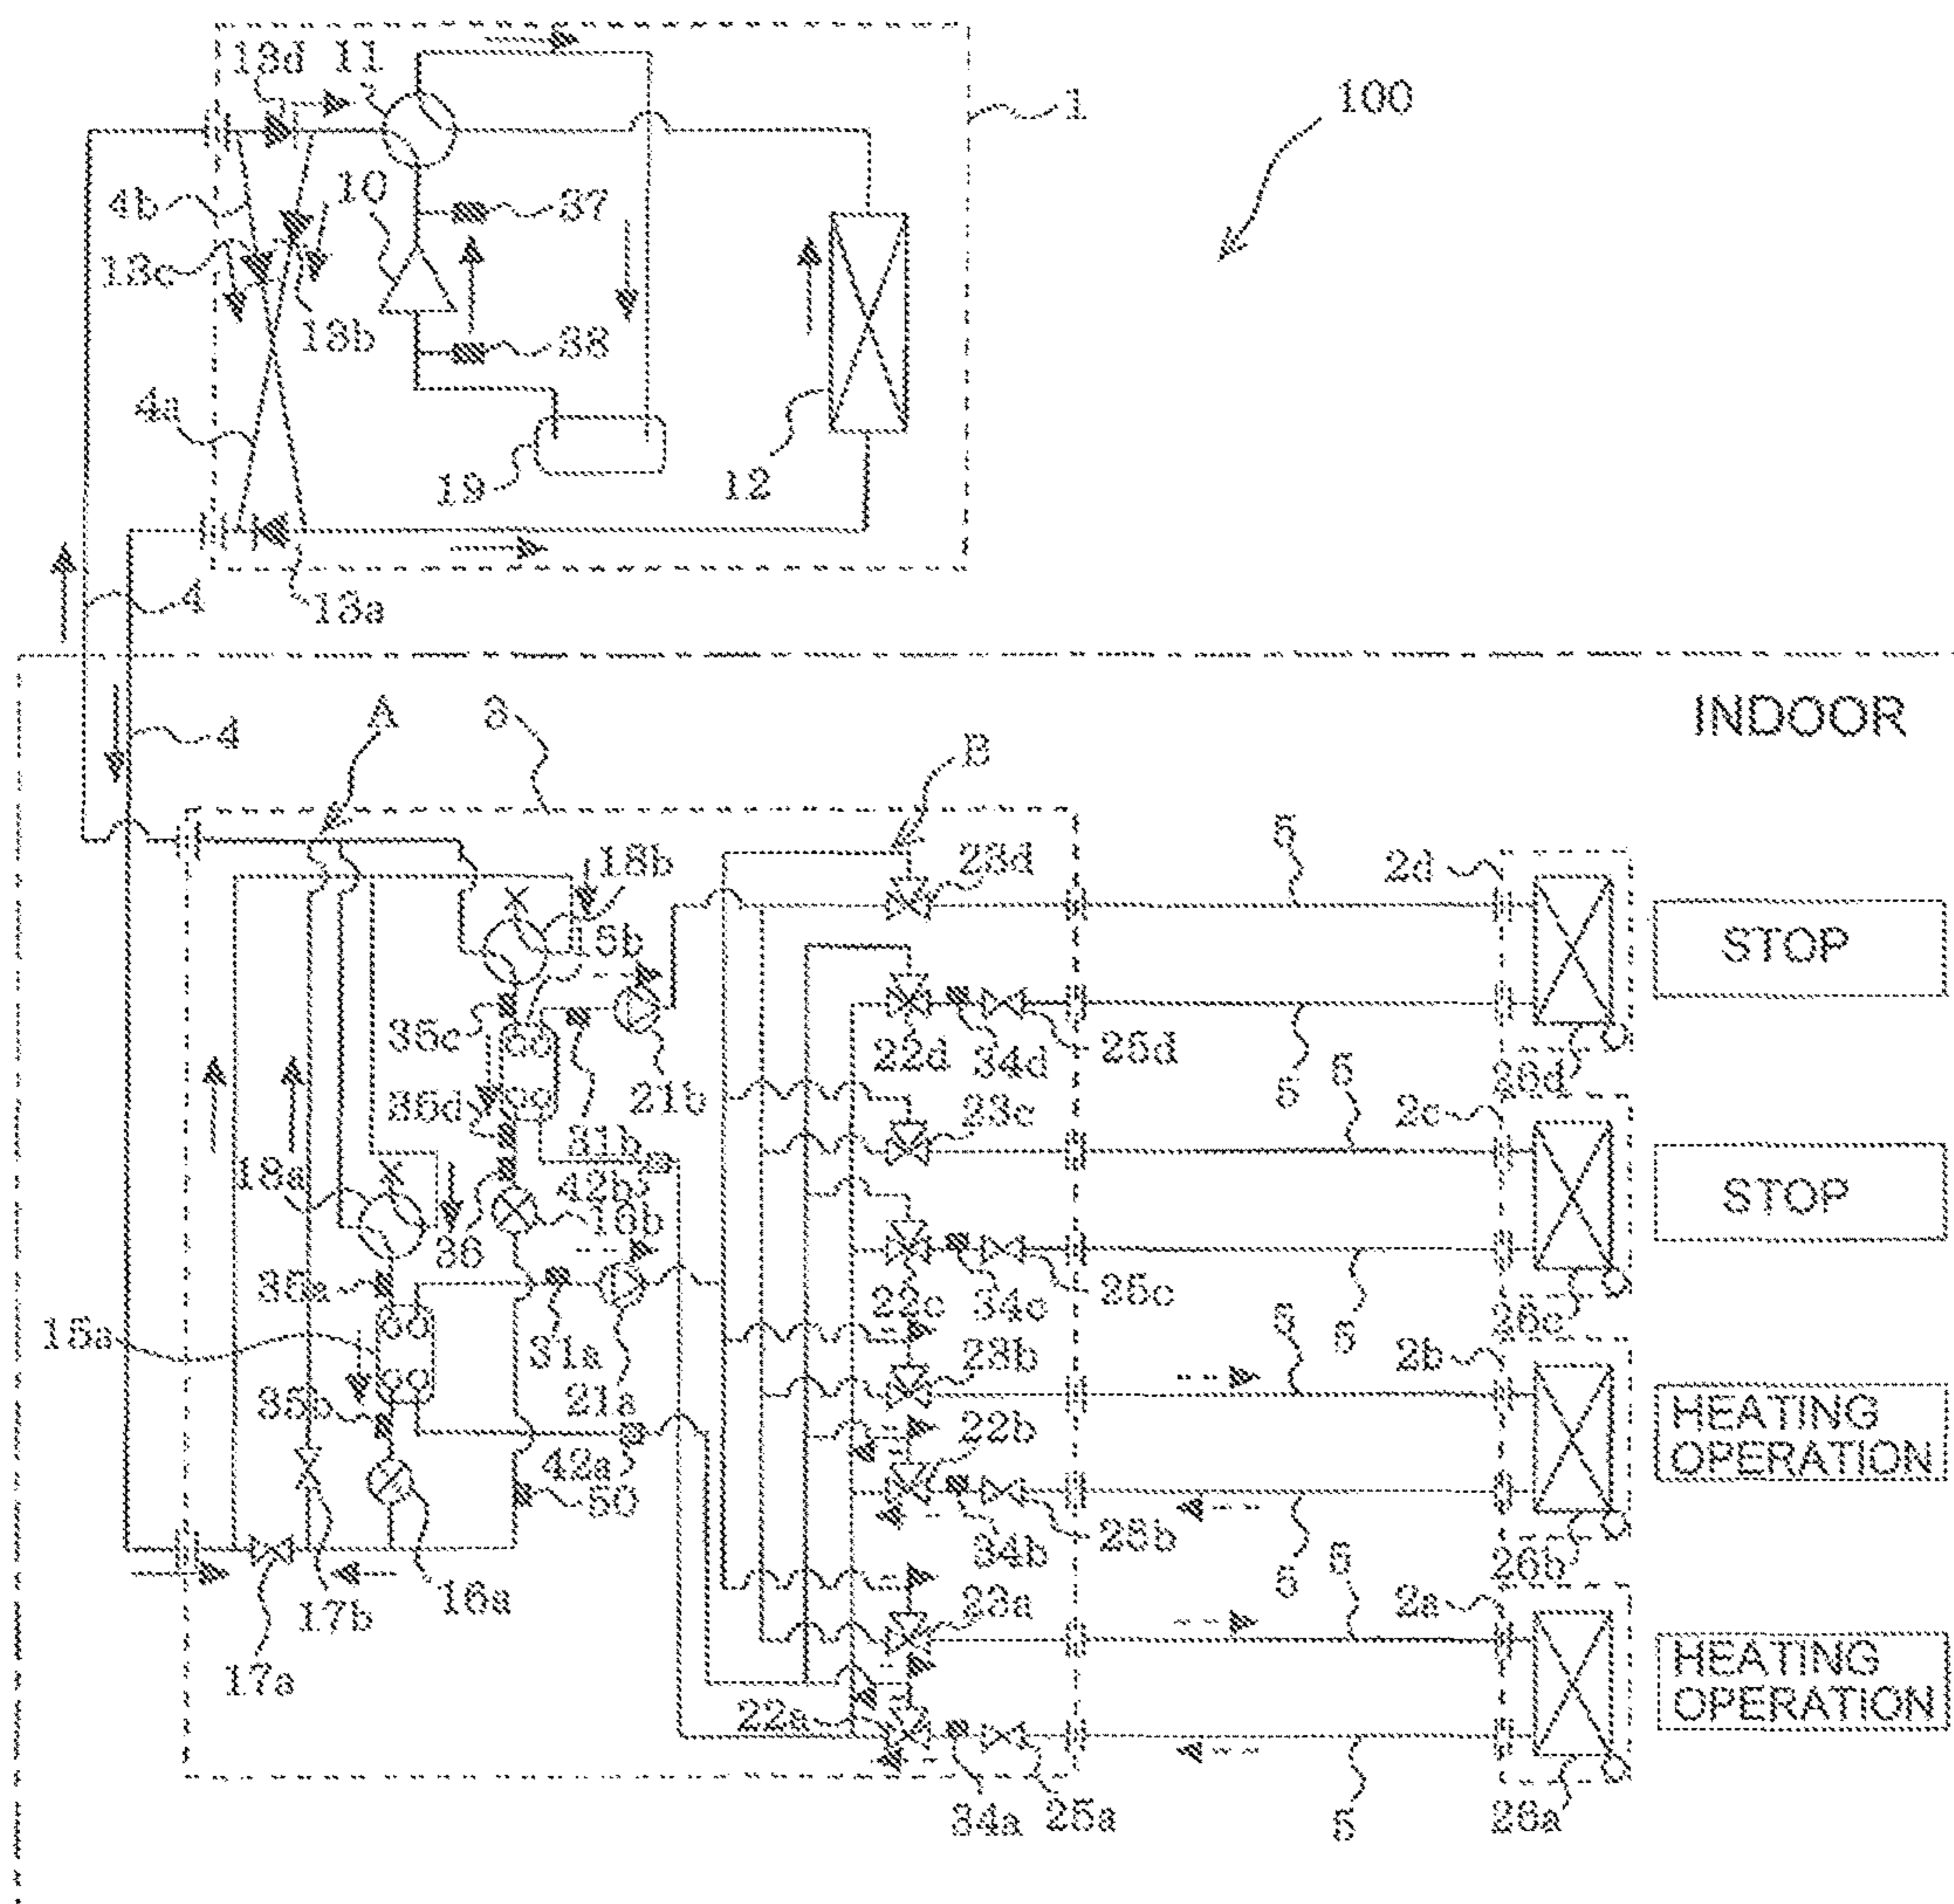 13d 11
1
100
4b
10
37
13c
13b
38
4a
19
12
4
13a
4
A
3
B
INDOOR
18b
23d
5
2d
15b
STOP
35c
22d
34d
25d
26d
35d
21b
5
5
2c
31b
23c
18a
42b
STOP
36
16b
35a
22c
34c
25c
26c
15a
5
5
31a
23b
2b
35b
21a
22b
HEATING
OPERATION
42a
50
34b
25b
26b
5
5
17b
16a
23a
2a
17a
HEATING
OPERATION
22a
34a
25a
5
26a